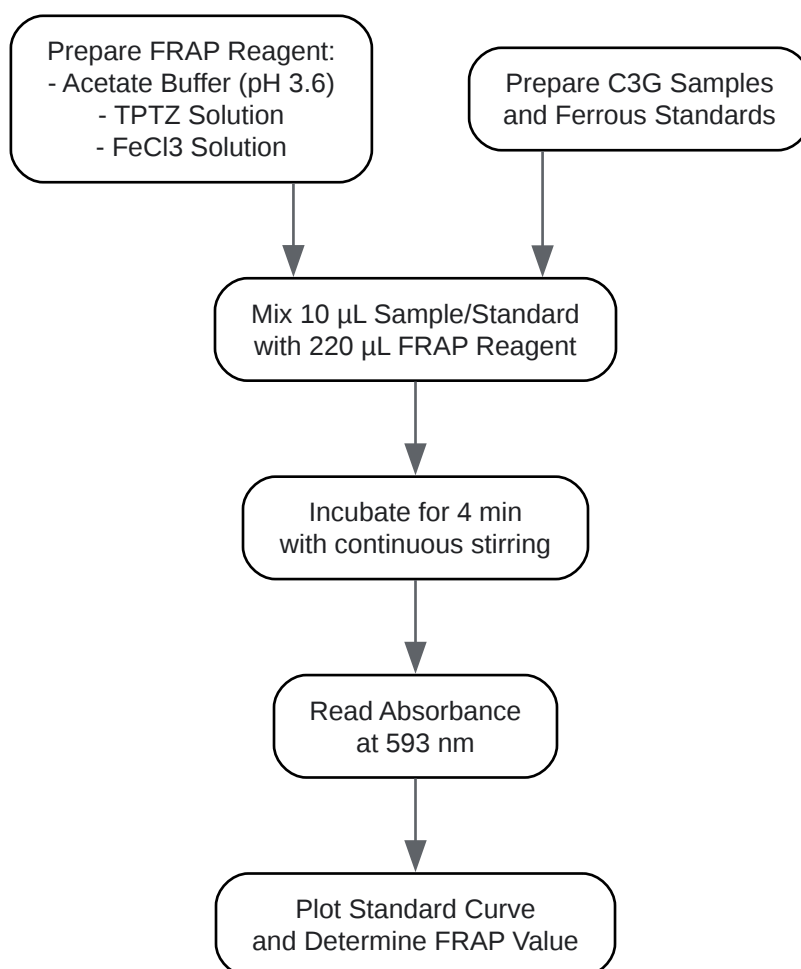 Prepare FRAP Reagent:
- Acetate Buffer (pH 3.6)
- TPTZ Solution
- FeCl3 Solution
Prepare C3G Samples
and Ferrous Standards
Mix 10 µL Sample/Standard
with 220 µL FRAP Reagent
Incubate for 4 min
with continuous stirring
Read Absorbance
at 593 nm
Plot Standard Curve
and Determine FRAP Value